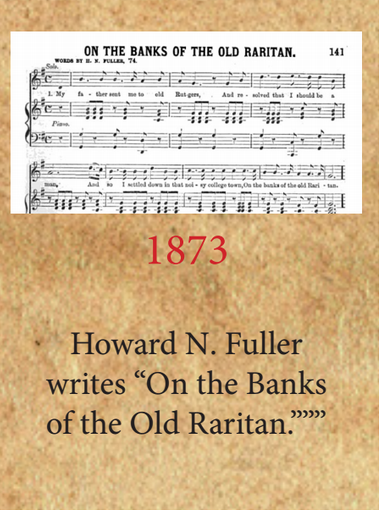 ON THE BANKS OF THE OLD RARITAN. 141
WORDS BY H. N. FULLER, '74.
Solo.
1. My fa - ther sent me to old Rut-gers, And re - solved that I should be a
Piano.
man, And so I settled down in that noi - sy college town, On the banks of the old Rari - tan.
1873
Howard N. Fuller
writes “On the Banks
of the Old Raritan.””””